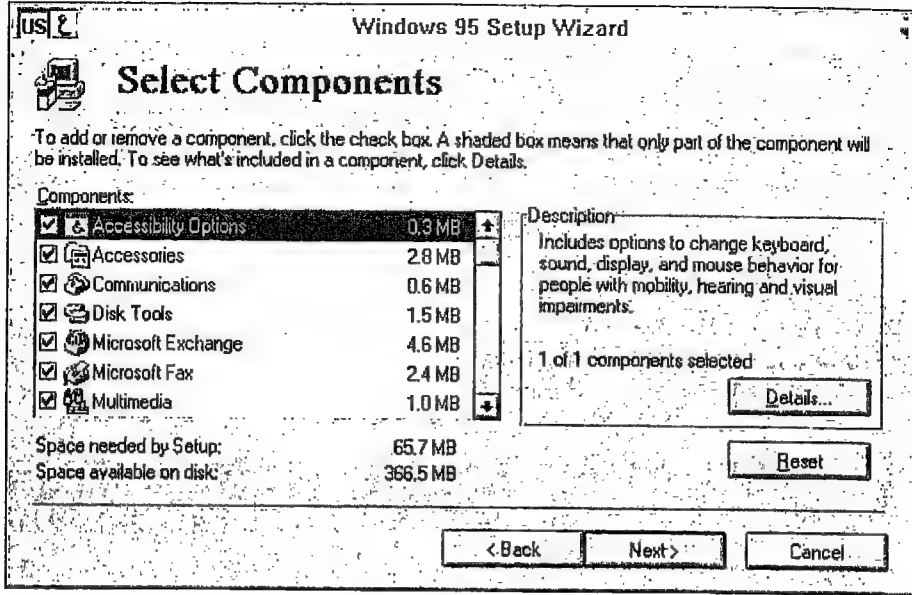 US ع
Windows 95 Setup Wizard
Select Components
To add or remove a component, click the check box. A shaded box means that only part of the component will
be installed. To see what's included in a component, click Details.
Components:
Accessibility Options 0.3 MB
Accessories 2.8 MB
Communications 0.6 MB
Disk Tools 1.5 MB
Microsoft Exchange 4.6 MB
Microsoft Fax 2.4 MB
Multimedia 1.0 MB
Description
Includes options to change keyboard,
sound, display, and mouse behavior for
people with mobility, hearing and visual
impairments.
1 of 1 components selected
Details...
Space needed by Setup: 65.7 MB
Space available on disk: 366.5 MB
Reset
< Back
Next >
Cancel